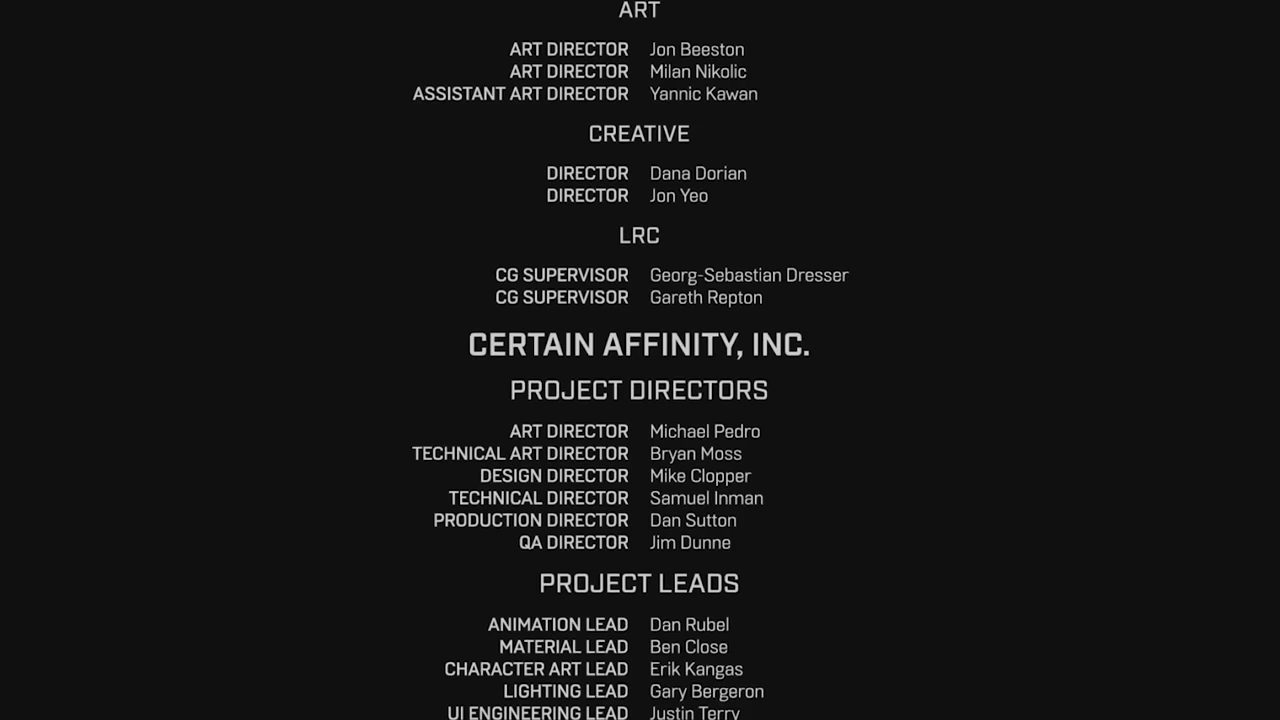 ART
ART DIRECTOR Jon Beeston
ART DIRECTOR Milan Nikolic
ASSISTANT ART DIRECTOR Yannic Kawan
CREATIVE
DIRECTOR Dana Dorian
DIRECTOR Jon Yeo
LRC
CG SUPERVISOR Georg-Sebastian Dresser
CG SUPERVISOR Gareth Repton
CERTAIN AFFINITY, INC.
PROJECT DIRECTORS
ART DIRECTOR Michael Pedro
TECHNICAL ART DIRECTOR Bryan Moss
DESIGN DIRECTOR Mike Clopper
TECHNICAL DIRECTOR Samuel Inman
PRODUCTION DIRECTOR Dan Sutton
QA DIRECTOR Jim Dunne
PROJECT LEADS
ANIMATION LEAD Dan Rubel
MATERIAL LEAD Ben Close
CHARACTER ART LEAD Erik Kangas
LIGHTING LEAD Gary Bergeron
UI ENGINEERING LEAD Justin Terry